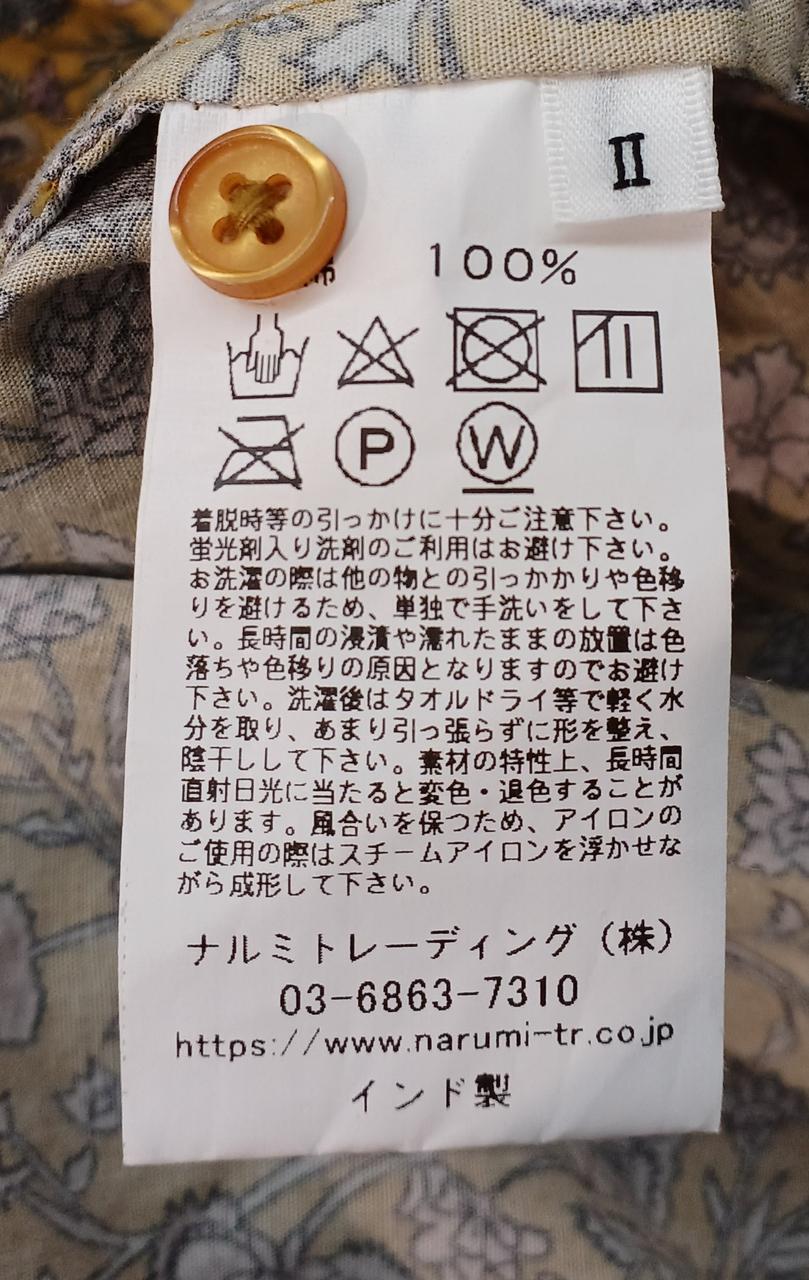 II
100%
P
W
着脱時等の引っかけに十分ご注意下さい。
蛍光剤入り洗剤のご利用はお避け下さい。
お洗濯の際は他の物との引っかかりや色移
りを避けるため、単独で手洗いをして下さ
い。長時間の浸漬や濡れたままの放置は色
落ちや色移りの原因となりますのでお避け
下さい。洗濯後はタオルドライ等で軽く水
分を取り、あまり引っ張らずに形を整え、
陰干しして下さい。素材の特性上、長時間
直射日光に当たると変色・退色することが
あります。風合いを保つため、アイロンの
ご使用の際はスチームアイロンを浮かせな
がら成形して下さい。
ナルミトレーディング（株）
03-6863-7310
https://www.narumi-tr.co.jp
インド製